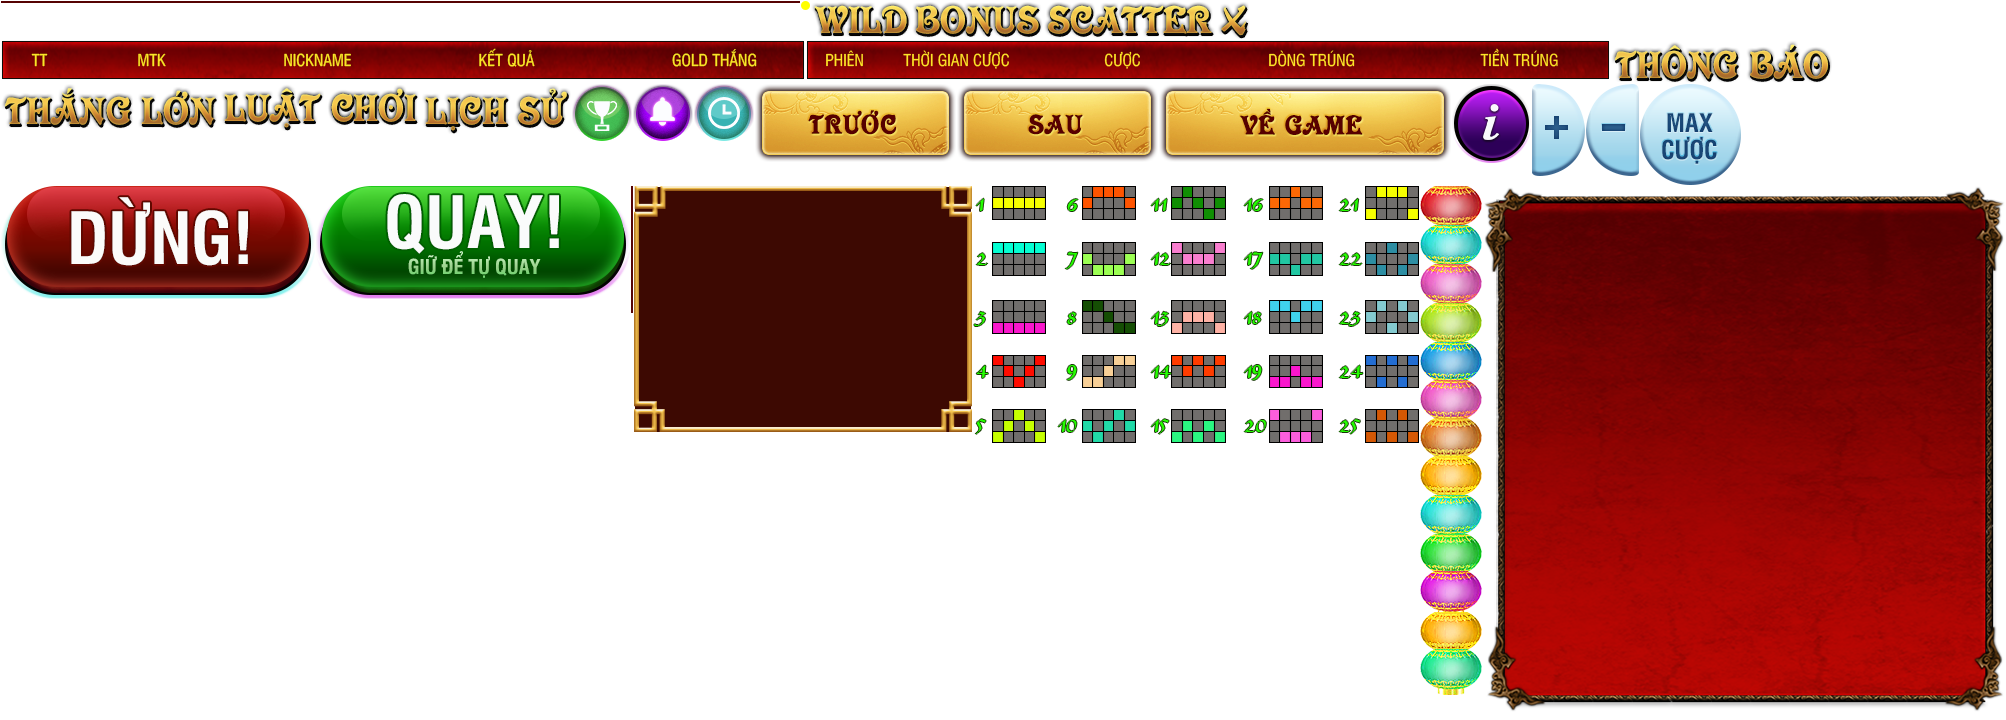 WILD BONUS SCATTER X
TT MTK NICKNAME KẾT QUẢ GOLD THẮNG
PHIÊN THỜI GIAN CƯỢC CƯỢC DÒNG TRÚNG TIỀN TRÚNG
THÔNG BÁO
THẮNG LỚN LUẬT CHƠI LỊCH SỬ
TRƯỚC
SAU
VỀ GAME
i
+
−
MAX
CƯỢC
DỪNG!
QUAY!
GIỮ ĐỂ TỰ QUAY
1 6 11 16 21
2 7 12 17 22
3 8 13 18 23
4 9 14 19 24
5 10 15 20 25